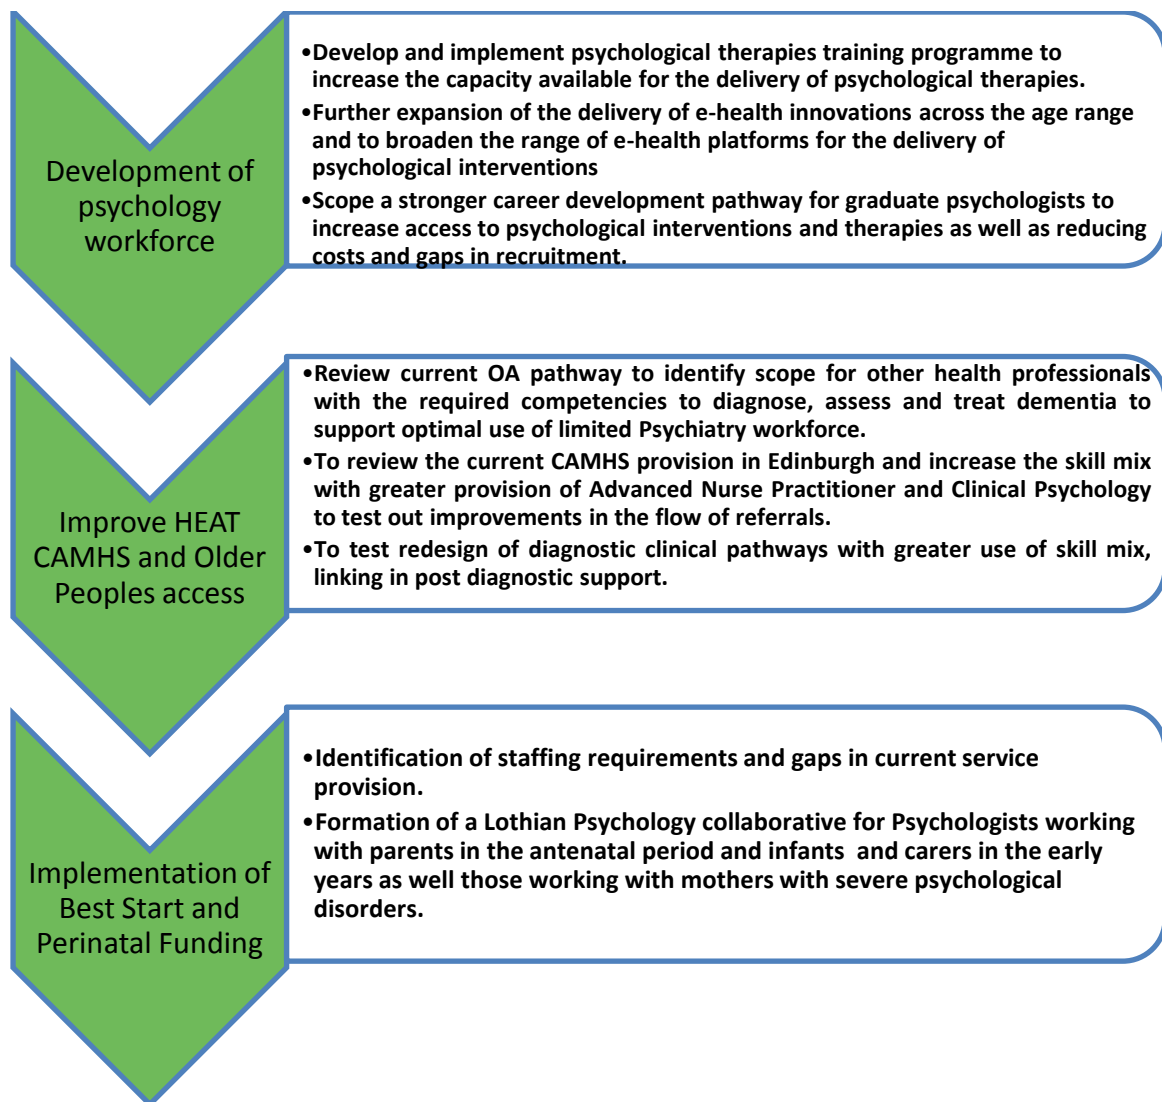 Development of
psychology
workforce
•Develop and implement psychological therapies training programme to
increase the capacity available for the delivery of psychological therapies.
•Further expansion of the delivery of e-health innovations across the age range
and to broaden the range of e-health platforms for the delivery of
psychological interventions
•Scope a stronger career development pathway for graduate psychologists to
increase access to psychological interventions and therapies as well as reducing
costs and gaps in recruitment.
Improve HEAT
CAMHS and Older
Peoples access
•Review current OA pathway to identify scope for other health professionals
with the required competencies to diagnose, assess and treat dementia to
support optimal use of limited Psychiatry workforce.
•To review the current CAMHS provision in Edinburgh and increase the skill mix
with greater provision of Advanced Nurse Practitioner and Clinical Psychology
to test out improvements in the flow of referrals.
•To test redesign of diagnostic clinical pathways with greater use of skill mix,
linking in post diagnostic support.
Implementation of
Best Start and
Perinatal Funding
•Identification of staffing requirements and gaps in current service
provision.
•Formation of a Lothian Psychology collaborative for Psychologists working
with parents in the antenatal period and infants and carers in the early
years as well those working with mothers with severe psychological
disorders.